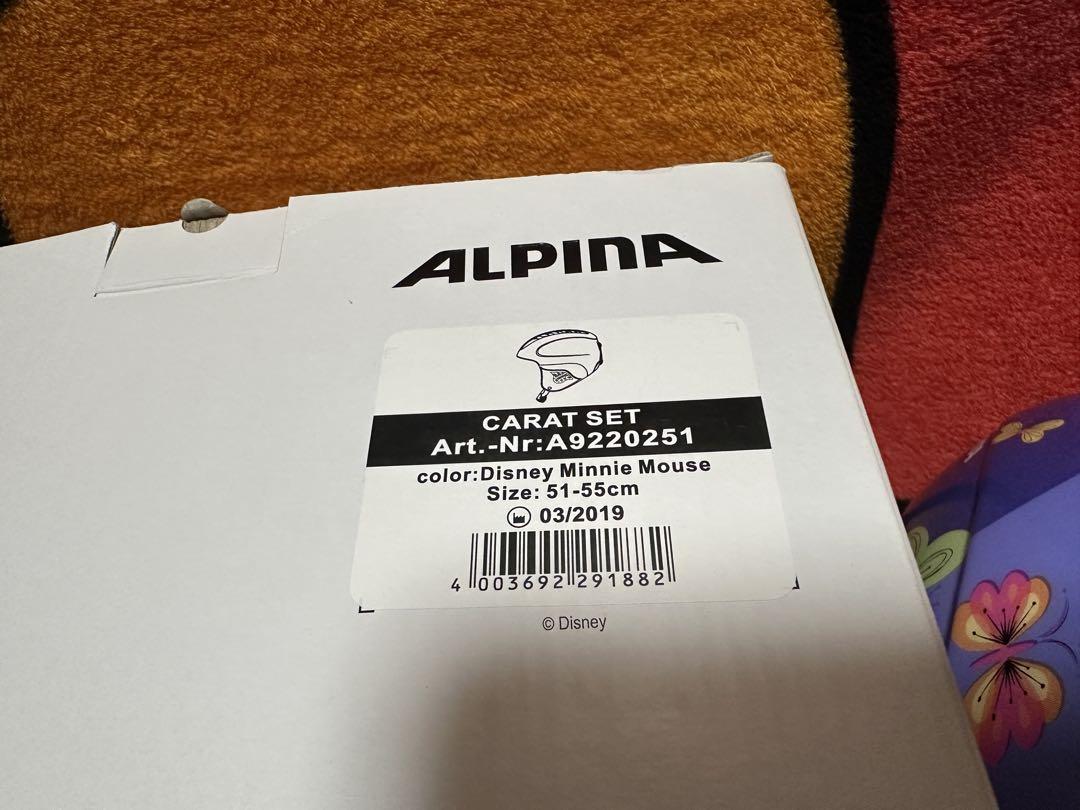 ALPINA
CARAT SET
Art.-Nr:A9220251
color:Disney Minnie Mouse
Size: 51-55cm
03/2019
4 003692 291882
© Disney